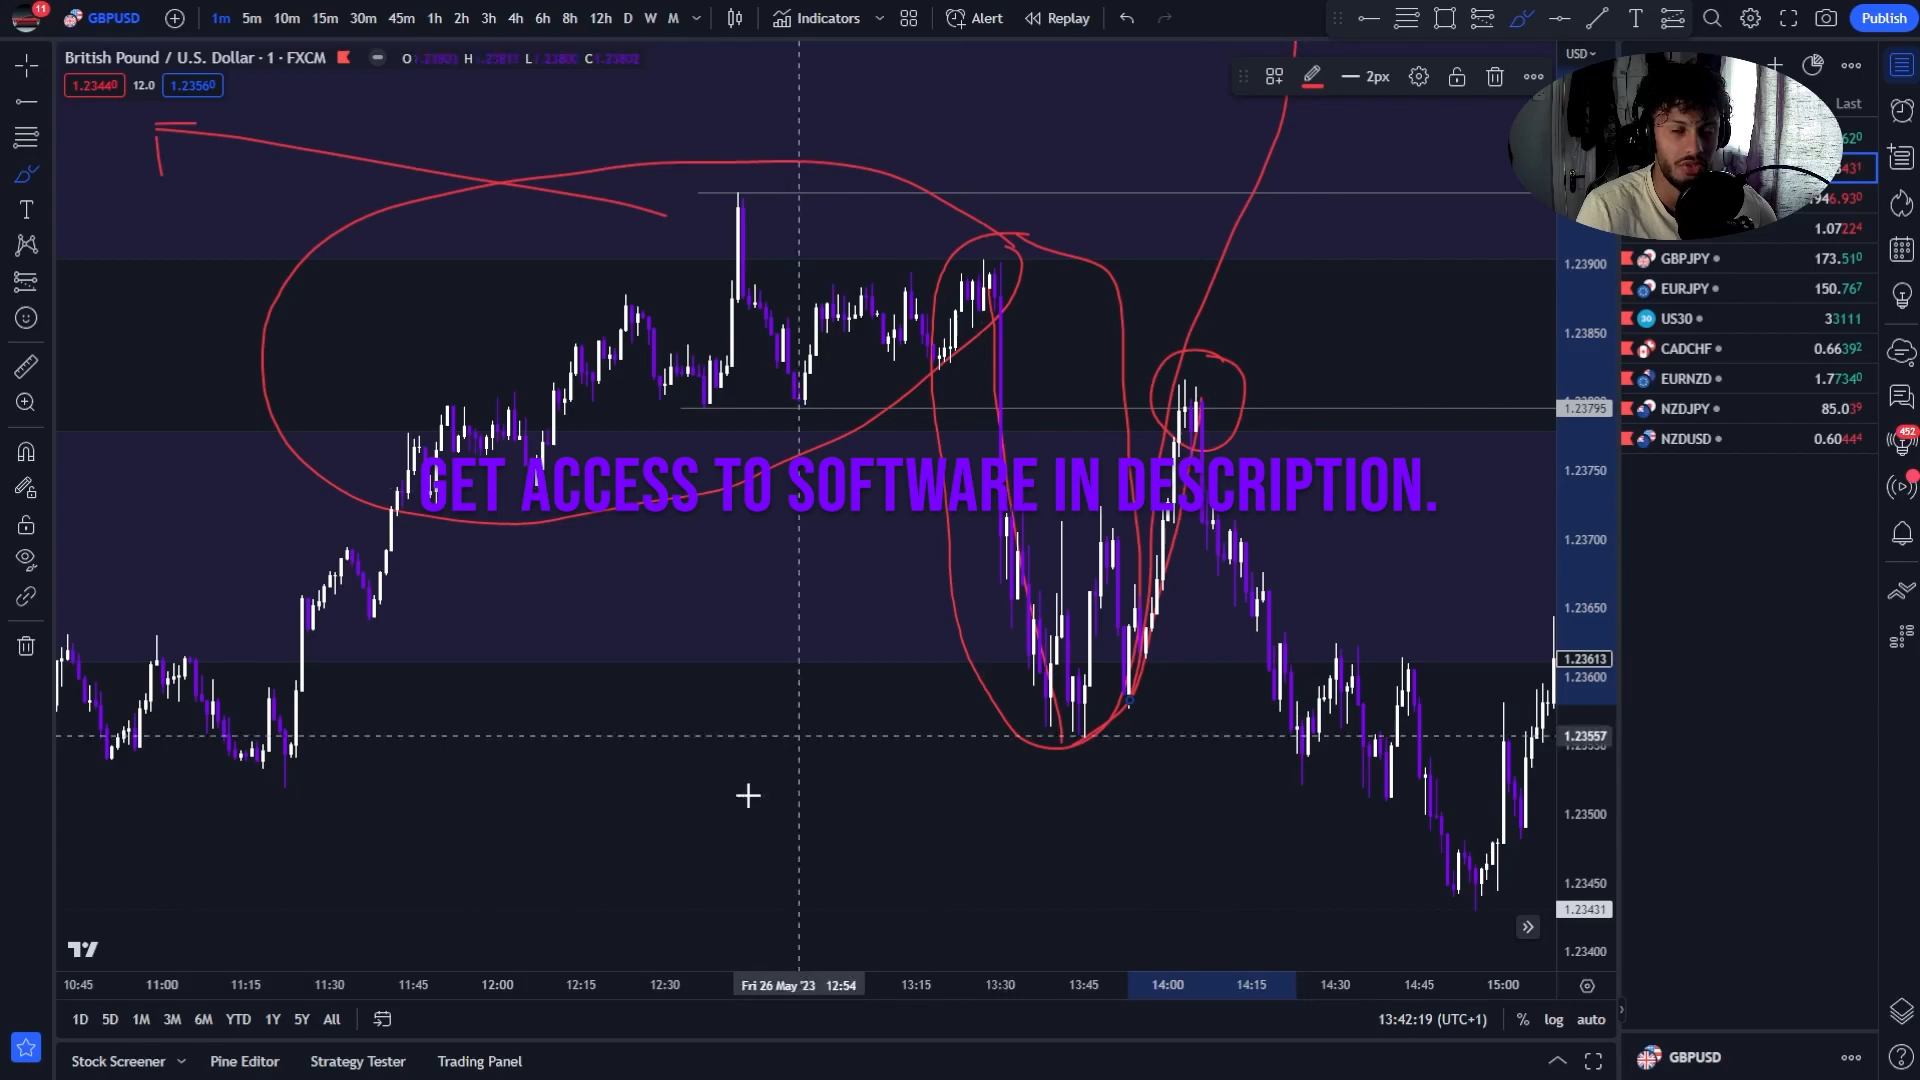 11 GBPUSD 1m 5m 10m 15m 30m 45m 1h 2h 3h 4h 6h 8h 12h D W M Indicators Alert Replay Publish
British Pound / U.S. Dollar · 1 · FXCM O H L C
1.23440 12.0 1.23560
2px
USD
Last
620
431
946.930
1.07224
GBPJPY 173.510
EURJPY 150.767
30 US30 33111
CADCHF 0.66392
EURNZD 1.77340
NZDJPY 85.039
NZDUSD 0.60444
452
1.23900
1.23850
1.23795
1.23750
1.23700
1.23650
1.23613
1.23600
1.23557
1.23500
1.23450
1.23431
1.23400
GET ACCESS TO SOFTWARE IN DESCRIPTION.
10:45 11:00 11:15 11:30 11:45 12:00 12:15 12:30 Fri 26 May '23 12:54 13:15 13:30 13:45 14:00 14:15 14:30 14:45 15:00
1D 5D 1M 3M 6M YTD 1Y 5Y All 13:42:19 (UTC+1) % log auto
Stock Screener Pine Editor Strategy Tester Trading Panel
GBPUSD